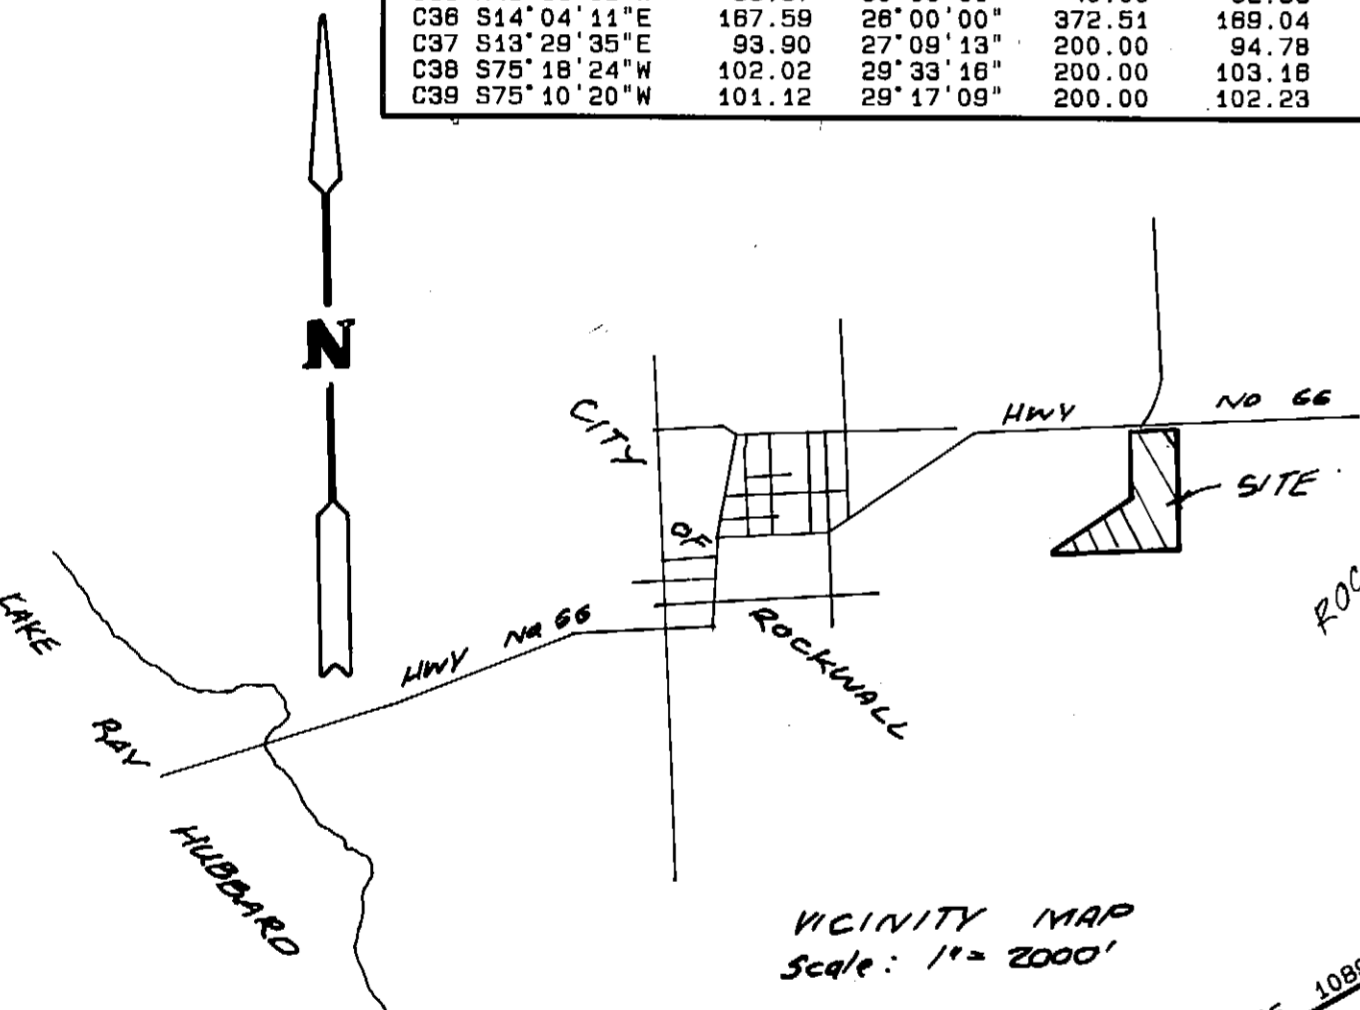 C36 S14°04'11"E 167.59 26°00'00" 372.51 169.04
C37 S13°29'35"E 93.90 27°09'13" 200.00 94.78
C38 S75°18'24"W 102.02 29°33'16" 200.00 103.16
C39 S75°10'20"W 101.12 29°17'09" 200.00 102.23
N
CITY
OF
ROCKWALL
HWY No 66
SITE
HWY No 66
LAKE
RAY
HUBBARD
VICINITY MAP
Scale: 1"= 2000'